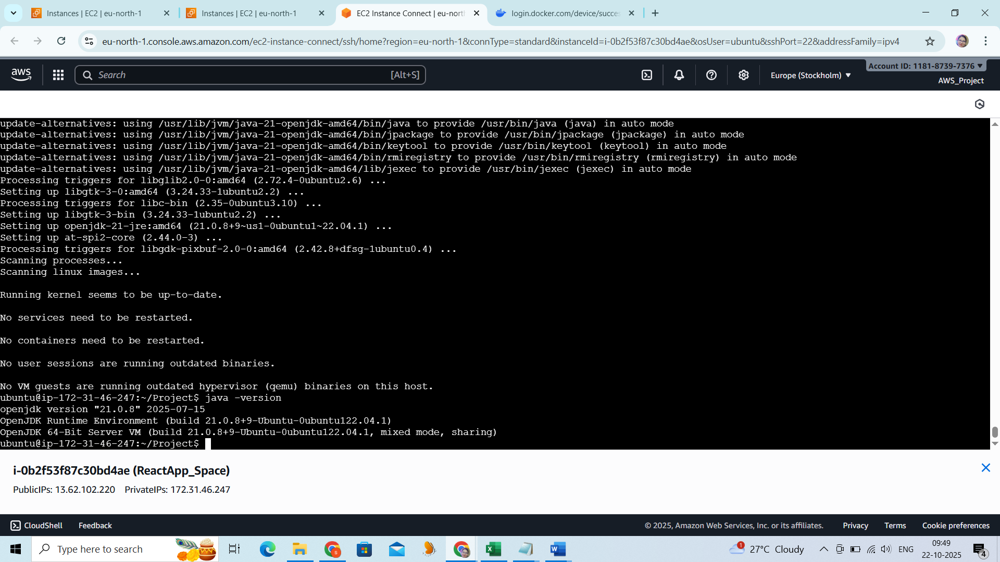 Instances | EC2 | eu-north-1
Instances | EC2 | eu-north-1
EC2 Instance Connect | eu-north
login.docker.com/device/succes
eu-north-1.console.aws.amazon.com/ec2-instance-connect/ssh/home?region=eu-north-1&connType=standard&instanceId=i-0b2f53f87c30bd4ae&osUser=ubuntu&sshPort=22&addressFamily=ipv4
aws
Search
[Alt+S]
Europe (Stockholm)
Account ID: 1181-8739-7376
AWS_Project
update-alternatives: using /usr/lib/jvm/java-21-openjdk-amd64/bin/java to provide /usr/bin/java (java) in auto mode
update-alternatives: using /usr/lib/jvm/java-21-openjdk-amd64/bin/jpackage to provide /usr/bin/jpackage (jpackage) in auto mode
update-alternatives: using /usr/lib/jvm/java-21-openjdk-amd64/bin/keytool to provide /usr/bin/keytool (keytool) in auto mode
update-alternatives: using /usr/lib/jvm/java-21-openjdk-amd64/bin/rmiregistry to provide /usr/bin/rmiregistry (rmiregistry) in auto mode
update-alternatives: using /usr/lib/jvm/java-21-openjdk-amd64/lib/jexec to provide /usr/bin/jexec (jexec) in auto mode
Processing triggers for libglib2.0-0:amd64 (2.72.4-0ubuntu2.6) ...
Setting up libgtk-3-0:amd64 (3.24.33-1ubuntu2.2) ...
Processing triggers for libc-bin (2.35-0ubuntu3.10) ...
Setting up libgtk-3-bin (3.24.33-1ubuntu2.2) ...
Setting up openjdk-21-jre:amd64 (21.0.8+9~us1-0ubuntu1~22.04.1) ...
Setting up at-spi2-core (2.44.0-3) ...
Processing triggers for libgdk-pixbuf-2.0-0:amd64 (2.42.8+dfsg-1ubuntu0.4) ...
Scanning processes...
Scanning linux images...
Running kernel seems to be up-to-date.
No services need to be restarted.
No containers need to be restarted.
No user sessions are running outdated binaries.
No VM guests are running outdated hypervisor (qemu) binaries on this host.
ubuntu@ip-172-31-46-247:~/Project$ java -version
openjdk version "21.0.8" 2025-07-15
OpenJDK Runtime Environment (build 21.0.8+9-Ubuntu-0ubuntu122.04.1)
OpenJDK 64-Bit Server VM (build 21.0.8+9-Ubuntu-0ubuntu122.04.1, mixed mode, sharing)
ubuntu@ip-172-31-46-247:~/Project$
i-0b2f53f87c30bd4ae (ReactApp_Space)
PublicIPs: 13.62.102.220 PrivateIPs: 172.31.46.247
CloudShell Feedback
© 2025, Amazon Web Services, Inc. or its affiliates. Privacy Terms Cookie preferences
Type here to search
1
27°C Cloudy
ENG
09:49
22-10-2025
4